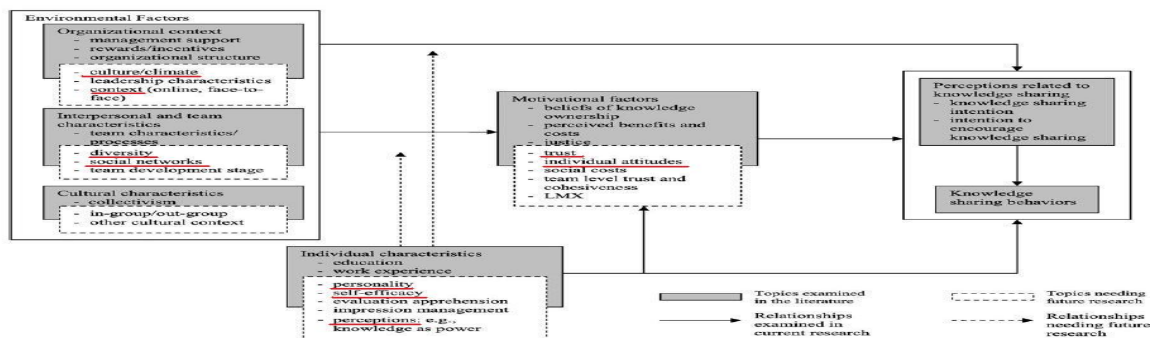 Environmental Factors
Organizational context
- management support
- rewards/incentives
- organizational structure
- culture/climate
- leadership characteristics
- context (online, face-to-
face)
Interpersonal and team
characteristics
- team characteristics/
processes
- diversity
- social networks
- team development stage
Cultural characteristics
- collectivism
- in-group/out-group
- other cultural context
Motivational factors
- beliefs of knowledge
ownership
- perceived benefits and
costs
- justice
- trust
- individual attitudes
- social costs
- team level trust and
cohesiveness
- LMX
Perceptions related to
knowledge sharing
- knowledge sharing
intention
- intention to
encourage
knowledge sharing
Knowledge
sharing behaviors
Individual characteristics
- education
- work experience
- personality
- self-efficacy
- evaluation apprehension
- impression management
- perceptions: e.g.,
knowledge as power
Topics examined
in the literature
Relationships
examined in
current research
Topics needing
future research
Relationships
needing future
research